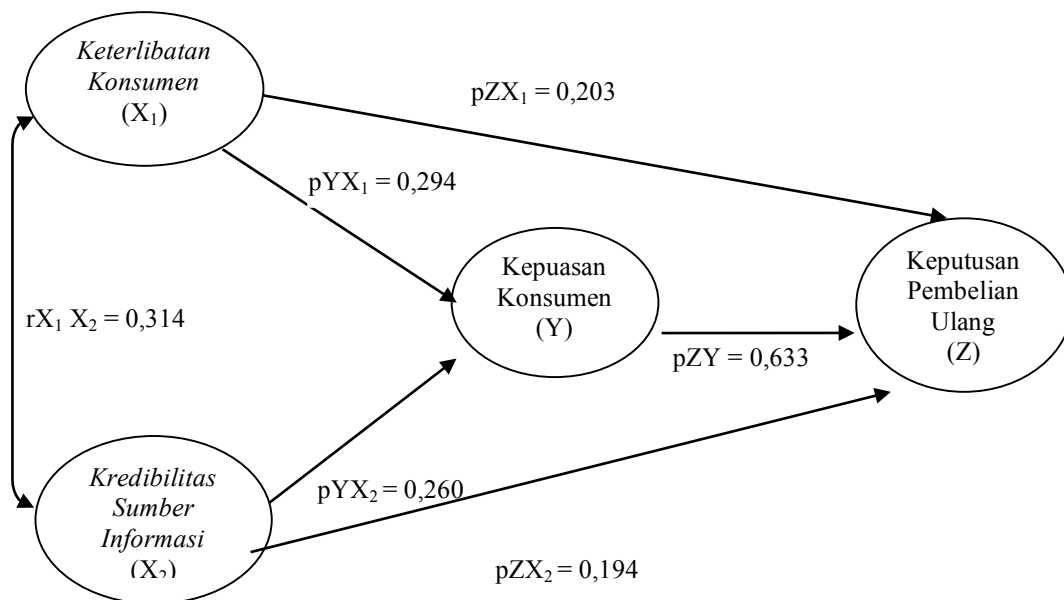 Keterlibatan
Konsumen
(X₁)
pZX₁ = 0,203
pYX₁ = 0,294
Kepuasan
Konsumen
(Y)
Keputusan
Pembelian
Ulang
(Z)
rX₁ X₂ = 0,314
pZY = 0,633
Kredibilitas
Sumber
Informasi
(X₂)
pYX₂ = 0,260
pZX₂ = 0,194